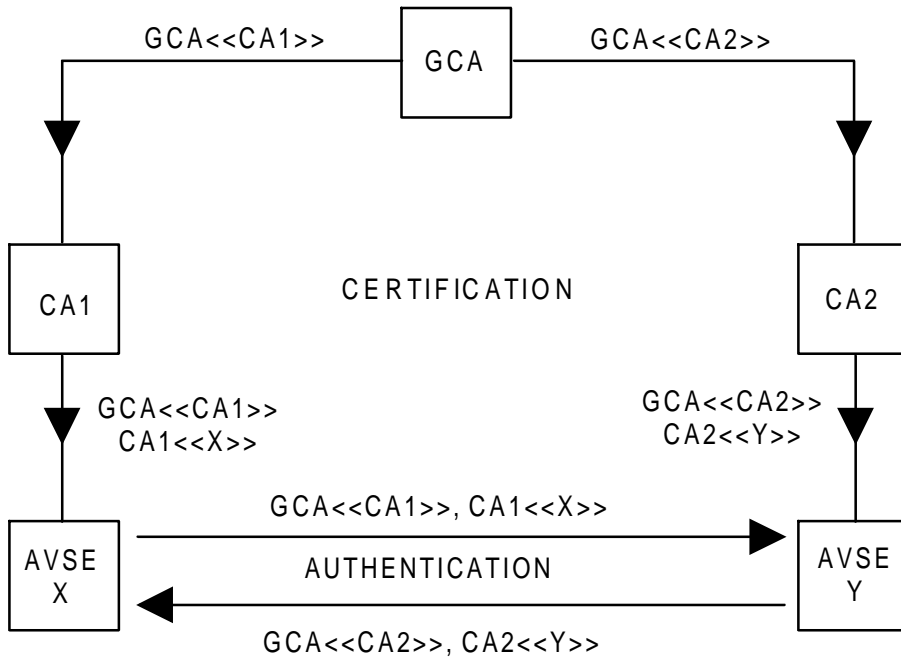 GCA<<CA1>>
GCA
GCA<<CA2>>
CA1
CERTIFICATION
CA2
GCA<<CA1>>
CA1<<X>>
GCA<<CA2>>
CA2<<Y>>
GCA<<CA1>>, CA1<<X>>
AVSE
X
AUTHENTICATION
AVSE
Y
GCA<<CA2>>, CA2<<Y>>